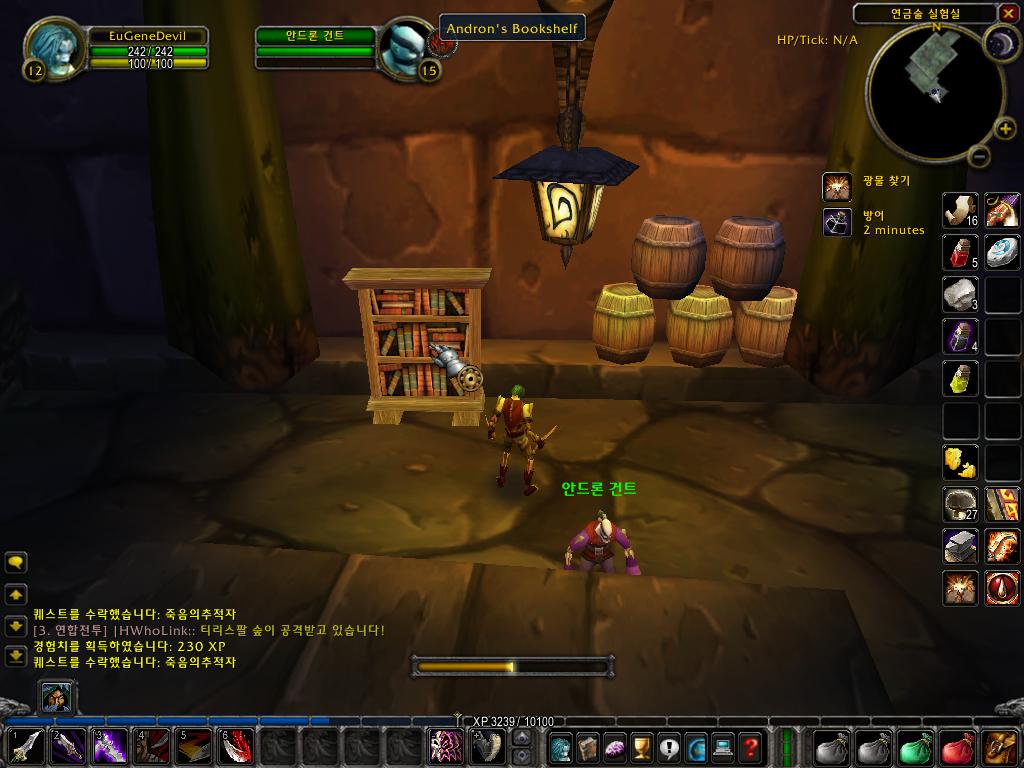 EuGeneDevil
242 / 242
100 / 100
12
안드론 건트
15
Andron's Bookshelf
HP/Tick: N/A
연금술 실험실
N
광물 찾기
방어
2 minutes
16
5
3
4
27
안드론 건트
퀘스트를 수락했습니다: 죽음의추적자
[3. 연합전투] |HWhoLink:: 티리스팔 숲이 공격받고 있습니다!
경험치를 획득하였습니다: 230 XP
퀘스트를 수락했습니다: 죽음의추적자
XP 3239 / 10100
1 2 3 4 5 6